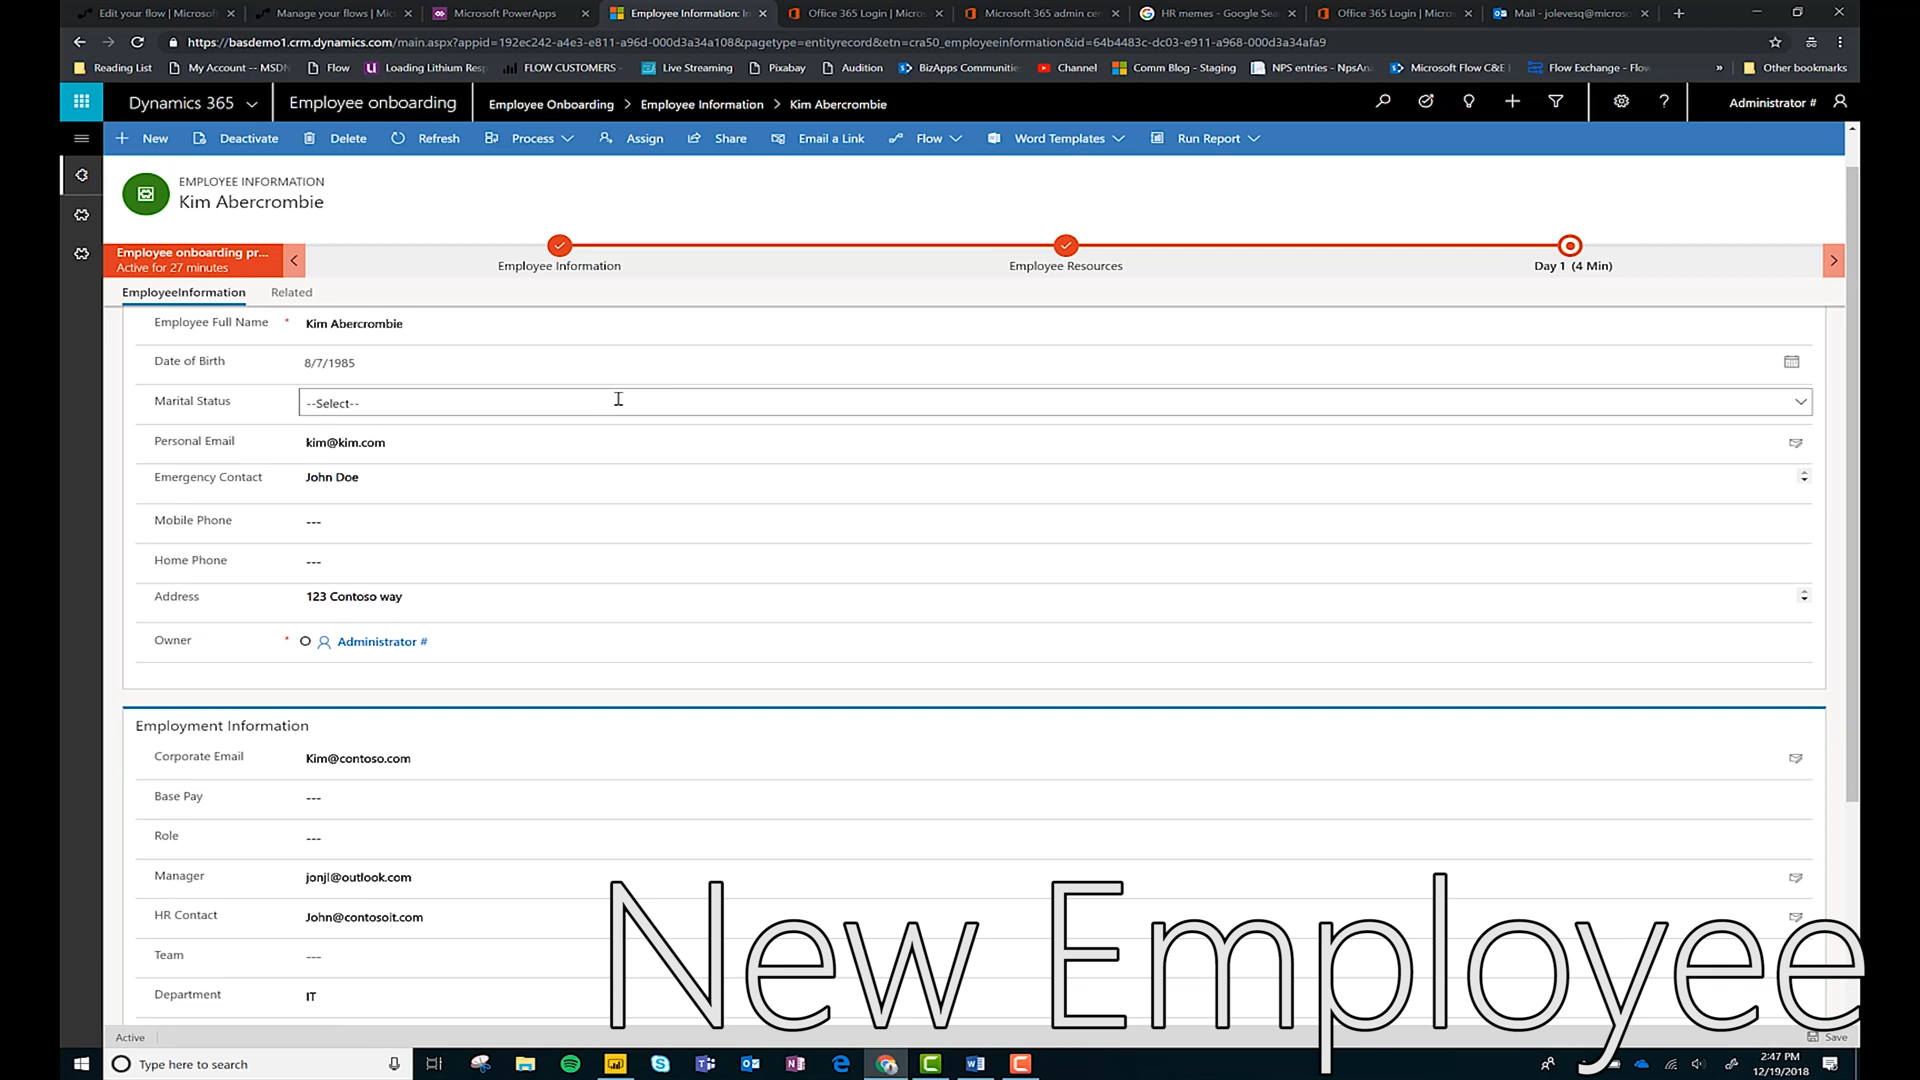 Edit your flow | Microsoft
Manage your flows | Mic
Microsoft PowerApps
Employee Information: In
Office 365 Login | Micros
Microsoft 365 admin cen
HR memes - Google Sea
Office 365 Login | Micros
Mail - jolevesq@microso
https://basdemo1.crm.dynamics.com/main.aspx?appid=192ec242-a4e3-e811-a96d-000d3a34a108&pagetype=entityrecord&etn=cra50_employeeinformation&id=64b4483c-dc03-e911-a968-000d3a34afa9
Reading List
My Account -- MSDN
Flow
Loading Lithium Resp
FLOW CUSTOMERS -
Live Streaming
Pixabay
Audition
BizApps Communitie
Channel
Comm Blog - Staging
NPS entries - NpsAna
Microsoft Flow C&E
Flow Exchange - Flow
»
Other bookmarks
Dynamics 365
Employee onboarding
Employee Onboarding > Employee Information > Kim Abercrombie
Administrator #
New
Deactivate
Delete
Refresh
Process
Assign
Share
Email a Link
Flow
Word Templates
Run Report
EMPLOYEE INFORMATION
Kim Abercrombie
Employee onboarding pr...
Active for 27 minutes
Employee Information
Employee Resources
Day 1 (4 Min)
EmployeeInformation
Related
Employee Full Name * Kim Abercrombie
Date of Birth 8/7/1985
Marital Status --Select--
Personal Email kim@kim.com
Emergency Contact John Doe
Mobile Phone ---
Home Phone ---
Address 123 Contoso way
Owner * Administrator #
Employment Information
Corporate Email Kim@contoso.com
Base Pay ---
Role ---
Manager jonjl@outlook.com
HR Contact John@contosoit.com
Team ---
Department IT
New Employee
Active
Save
Type here to search
2:47 PM
12/19/2018